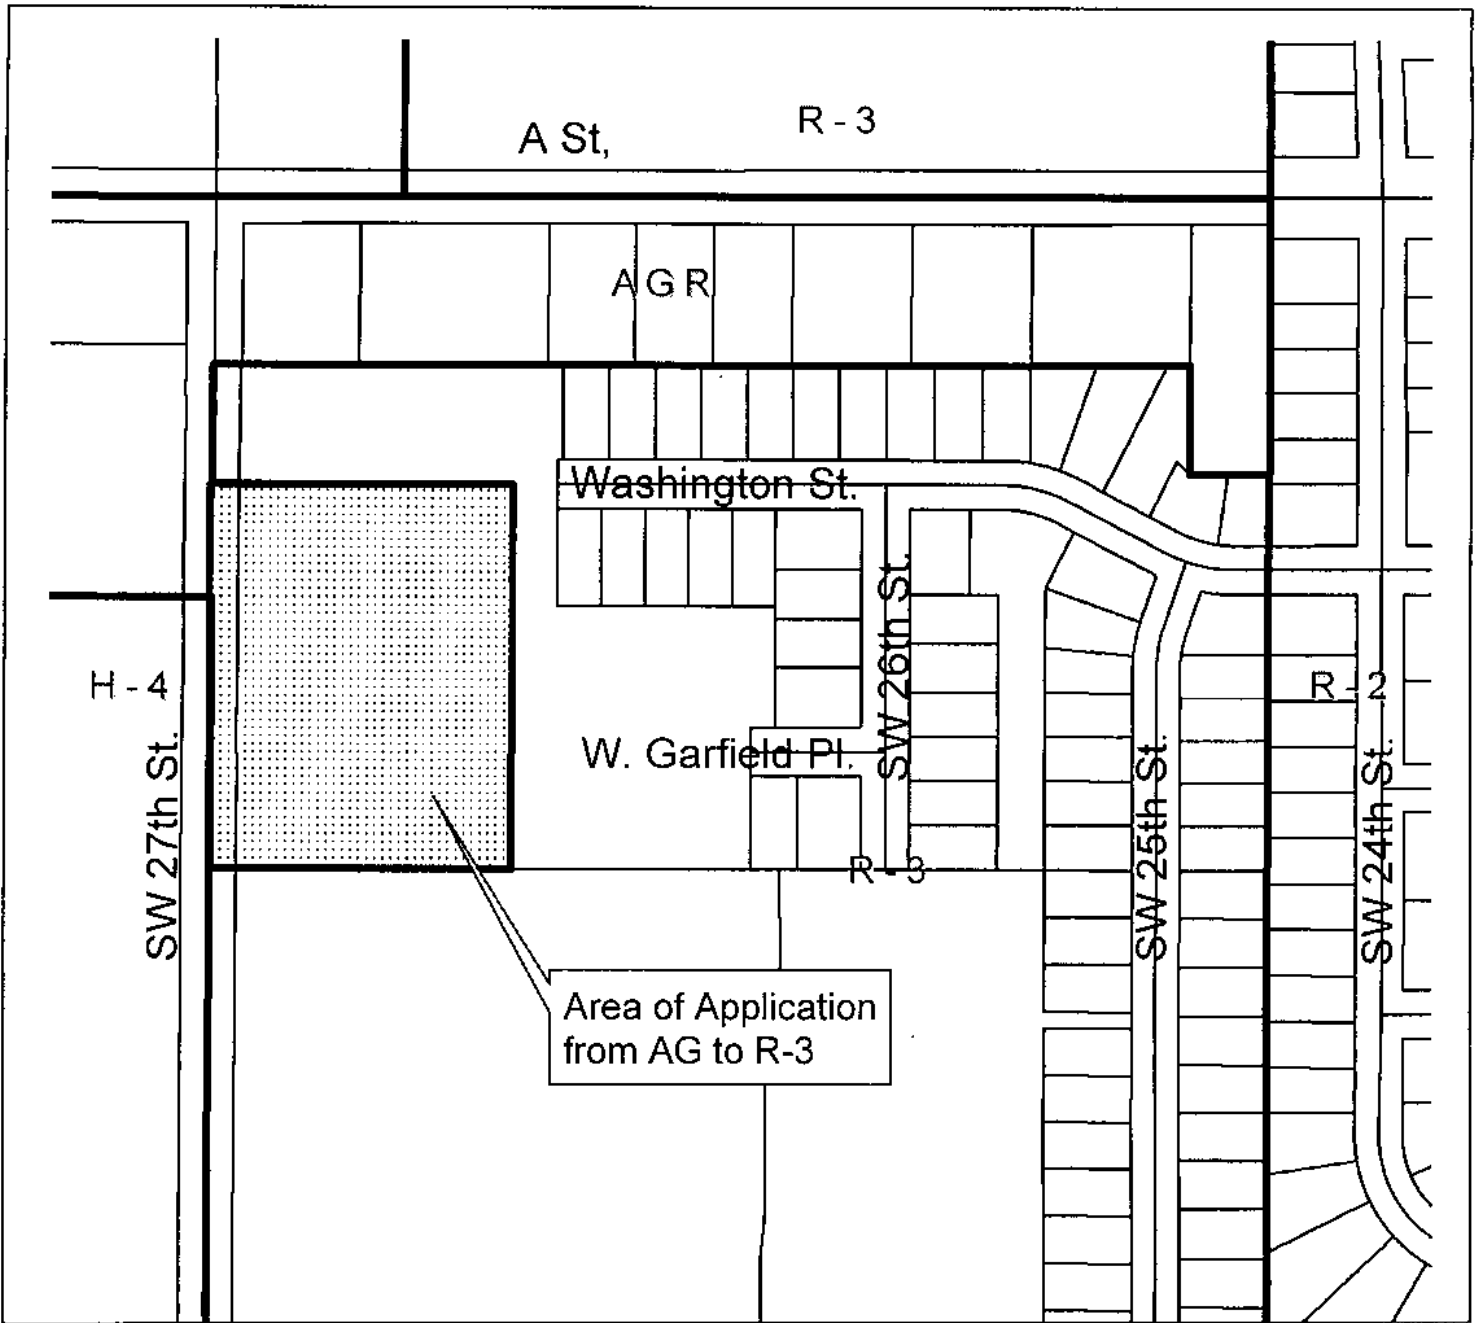 R - 3
A St,
A G R
Washington St.
SW 26th St.
H - 4
R - 2
W. Garfield Pl.
SW 27th St.
SW 25th St.
SW 24th St.
R - 3
Area of Application
from AG to R-3